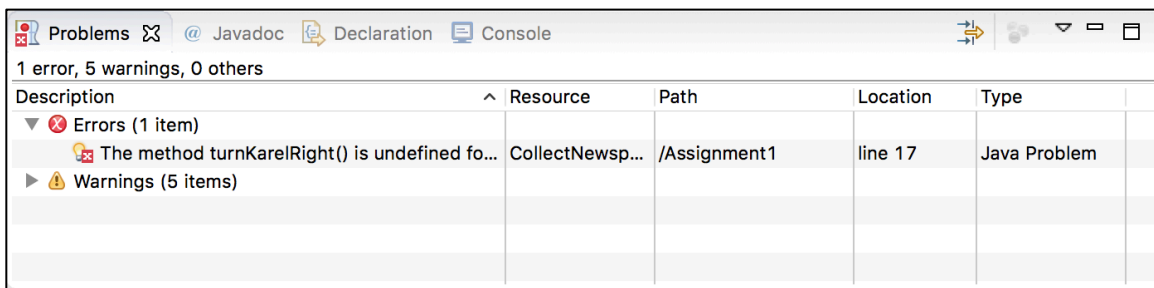 Problems @ Javadoc Declaration Console
1 error, 5 warnings, 0 others
Description Resource Path Location Type
Errors (1 item)
The method turnKarelRight() is undefined fo... CollectNewsp... /Assignment1 line 17 Java Problem
Warnings (5 items)